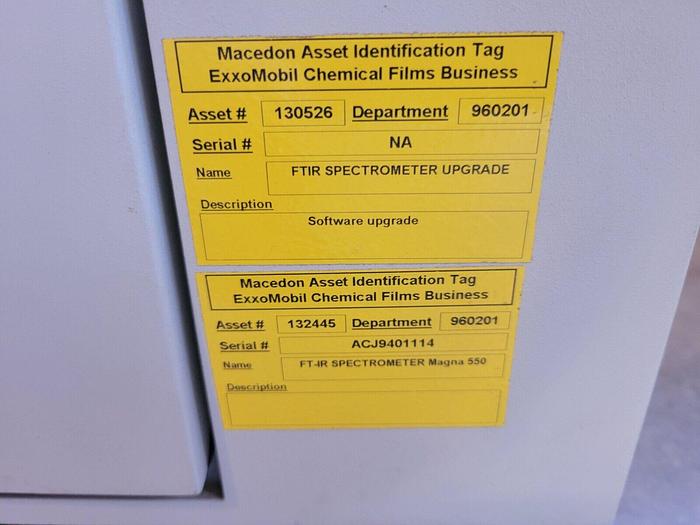 Macedon Asset Identification Tag
ExxoMobil Chemical Films Business
Asset # 130526 Department 960201
Serial # NA
Name FTIR SPECTROMETER UPGRADE
Description
Software upgrade
Macedon Asset Identification Tag
ExxoMobil Chemical Films Business
Asset # 132445 Department 960201
Serial # ACJ9401114
Name FT-IR SPECTROMETER Magna 550
Description